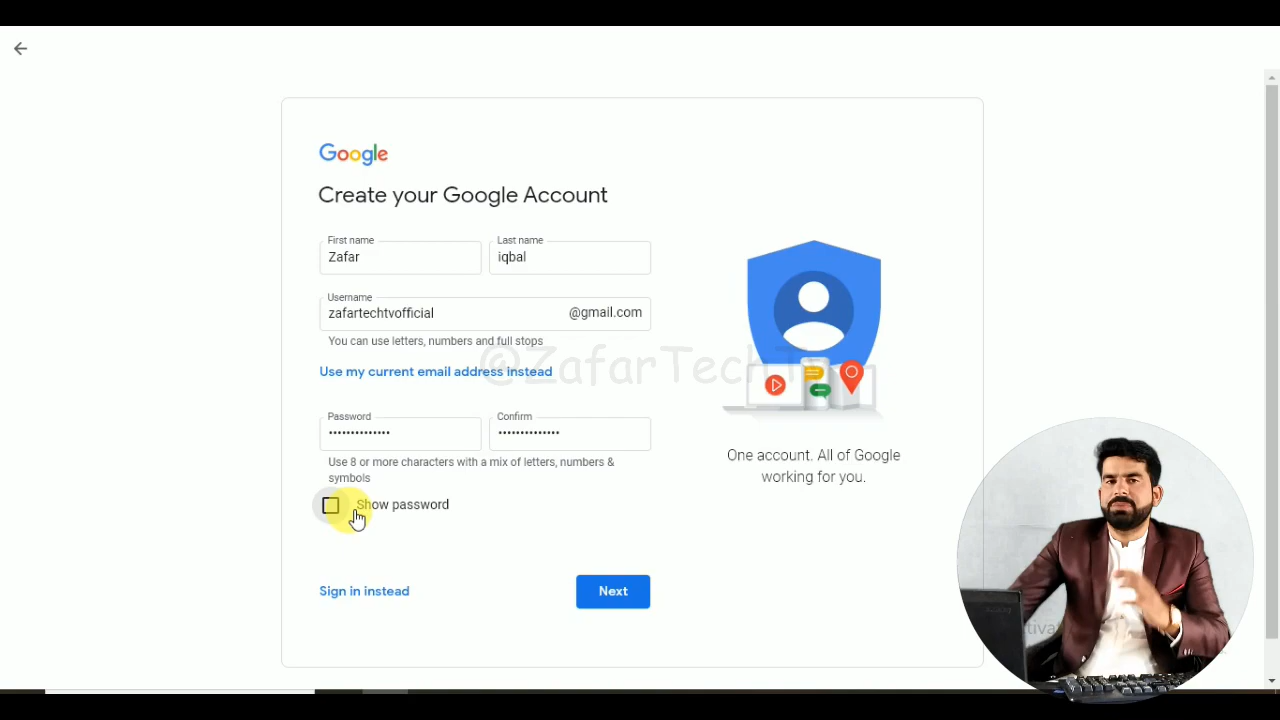 Google
Create your Google Account
First name
Last name
Zafar
iqbal
Username
zafartechtvofficial
@gmail.com
You can use letters, numbers and full stops
@ZafarTechT
Use my current email address instead
Password
Confirm
••••••••••••••
••••••••••••••
Use 8 or more characters with a mix of letters, numbers &
symbols
Show password
One account. All of Google
working for you.
Sign in instead
Next